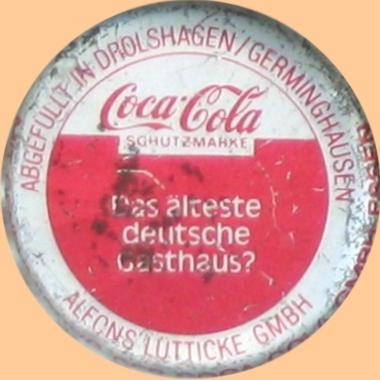 ABGEFÜLLT IN DROLSHAGEN/GERMINGHAUSEN
Coca-Cola
SCHUTZMARKE
Das älteste
deutsche
Gasthaus?
ALFONS LÜTTICKE GMBH